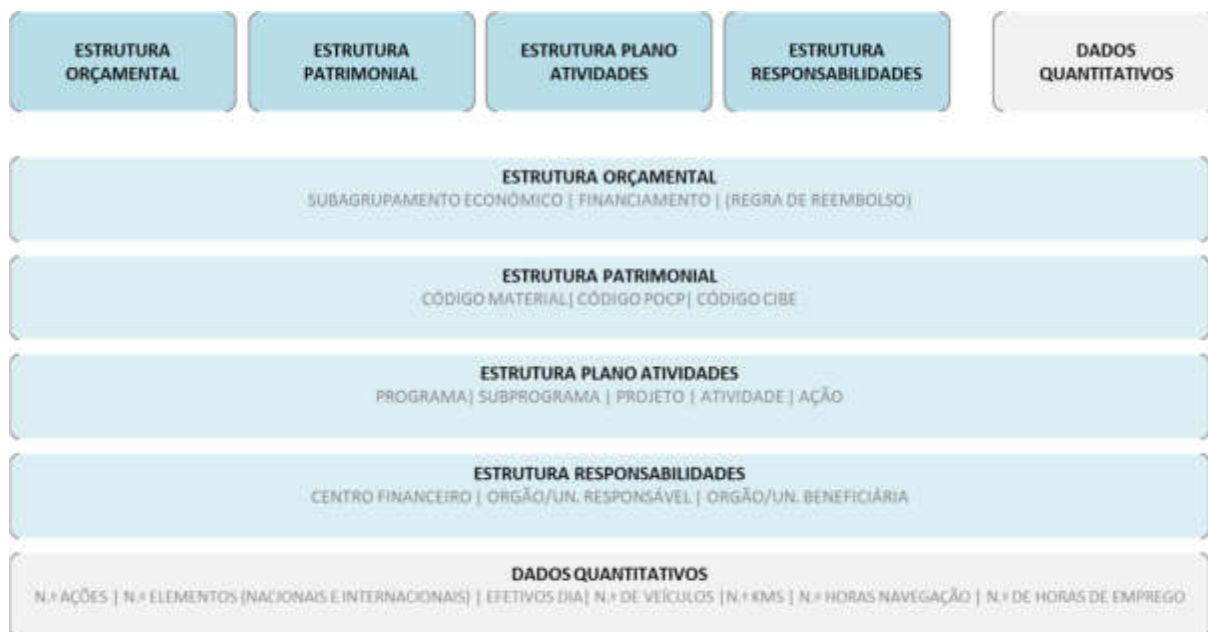 ESTRUTURA
ORÇAMENTAL
ESTRUTURA
PATRIMONIAL
ESTRUTURA PLANO
ATIVIDADES
ESTRUTURA
RESPONSABILIDADES
DADOS
QUANTITATIVOS
ESTRUTURA ORÇAMENTAL
SUBAGRUPAMENTO ECONÓMICO | FINANCIAMENTO | (REGRA DE REEMBOLSO)
ESTRUTURA PATRIMONIAL
CÓDIGO MATERIAL| CÓDIGO POCP| CÓDIGO CIBE
ESTRUTURA PLANO ATIVIDADES
PROGRAMA| SUBPROGRAMA | PROJETO | ATIVIDADE | AÇÃO
ESTRUTURA RESPONSABILIDADES
CENTRO FINANCEIRO | ORGÃO/UN. RESPONSÁVEL | ORGÃO/UN. BENEFICIÁRIA
DADOS QUANTITATIVOS
N.º AÇÕES | N.º ELEMENTOS (NACIONAIS E INTERNACIONAIS) | EFETIVOS DIA| N.º DE VEÍCULOS |N.º KMS | N.º HORAS NAVEGAÇÃO | N.º DE HORAS DE EMPREGO